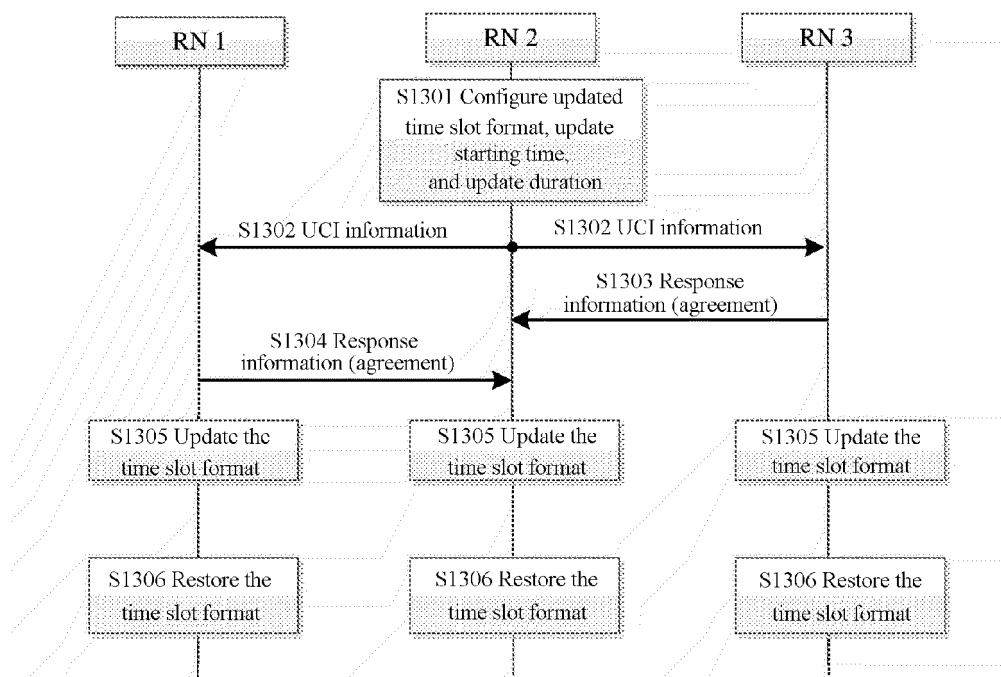 RN 1
RN 2
RN 3
S1301 Configure updated
time slot format, update
starting time,
and update duration
S1302 UCI information
S1302 UCI information
S1303 Response
information (agreement)
S1304 Response
information (agreement)
S1305 Update the
time slot format
S1305 Update the
time slot format
S1305 Update the
time slot format
S1306 Restore the
time slot format
S1306 Restore the
time slot format
S1306 Restore the
time slot format